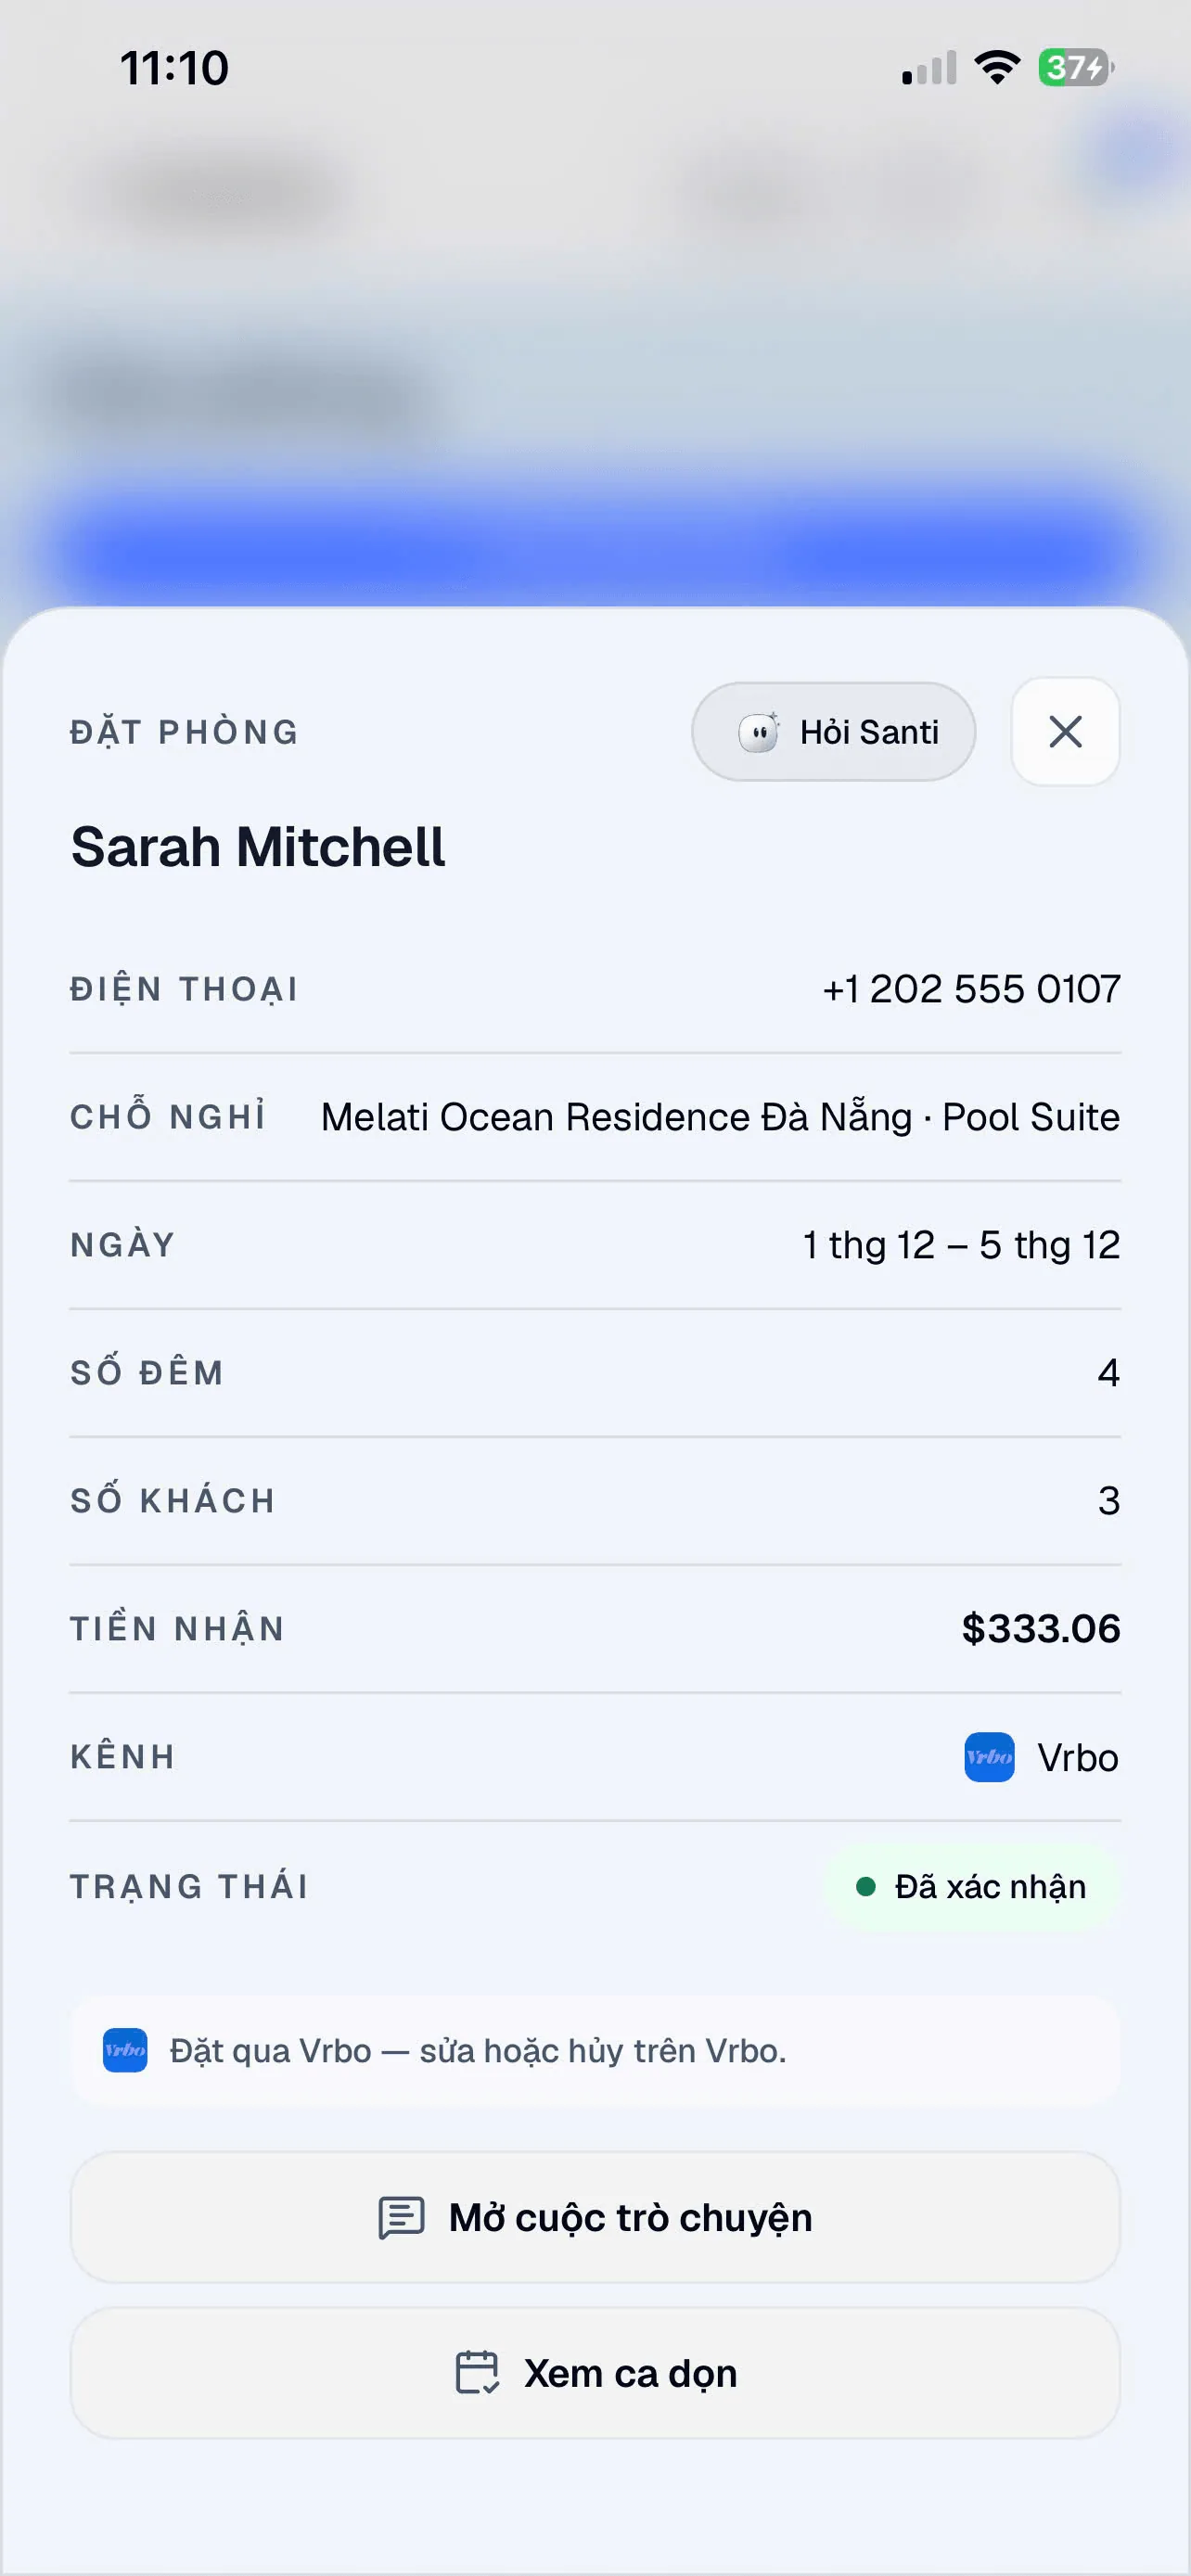 11:10
37
ĐẶT PHÒNG
Hỏi Santi
Sarah Mitchell
ĐIỆN THOẠI +1 202 555 0107
CHỖ NGHỈ Melati Ocean Residence Đà Nẵng · Pool Suite
NGÀY 1 thg 12 – 5 thg 12
SỐ ĐÊM 4
SỐ KHÁCH 3
TIỀN NHẬN $333.06
KÊNH Vrbo Vrbo
TRẠNG THÁI Đã xác nhận
Vrbo Đặt qua Vrbo — sửa hoặc hủy trên Vrbo.
Mở cuộc trò chuyện
Xem ca dọn